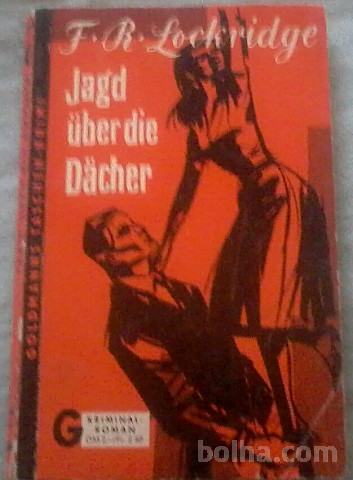 F. R. Lockridge
Jagd
über die
Dächer
GOLDMANNS TASCHEN-KRIMI
G
KRIMINAL-
ROMAN
bolha.com